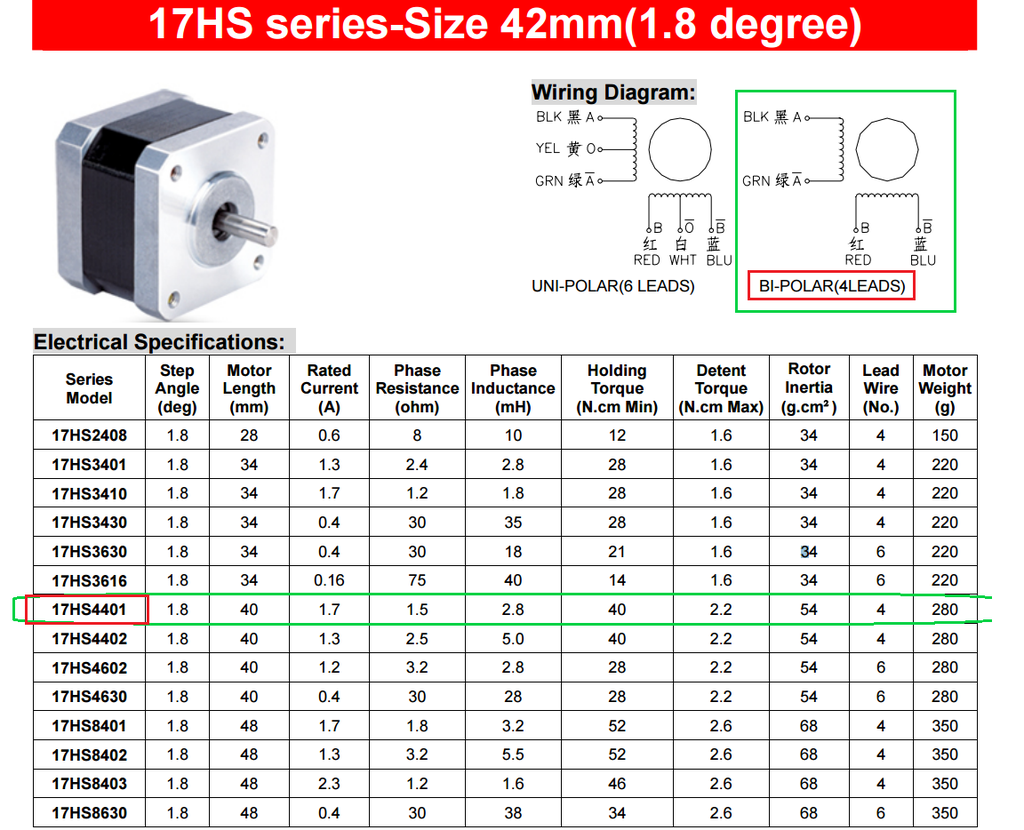 17HS series-Size 42mm(1.8 degree)
Wiring Diagram:
BLK 黑 A
YEL 黄 O
GRN 绿 A̅
B O̅ B̅
红 白 蓝
RED WHT BLU
UNI-POLAR(6 LEADS)
BLK 黑 A
GRN 绿 A̅
B B̅
红 蓝
RED BLU
BI-POLAR(4LEADS)
Electrical Specifications:
Series Model Step Angle (deg) Motor Length (mm) Rated Current (A) Phase Resistance (ohm) Phase Inductance (mH) Holding Torque (N.cm Min) Detent Torque (N.cm Max) Rotor Inertia (g.cm²) Lead Wire (No.) Motor Weight (g)
17HS2408 1.8 28 0.6 8 10 12 1.6 34 4 150
17HS3401 1.8 34 1.3 2.4 2.8 28 1.6 34 4 220
17HS3410 1.8 34 1.7 1.2 1.8 28 1.6 34 4 220
17HS3430 1.8 34 0.4 30 35 28 1.6 34 4 220
17HS3630 1.8 34 0.4 30 18 21 1.6 34 6 220
17HS3616 1.8 34 0.16 75 40 14 1.6 34 6 220
17HS4401 1.8 40 1.7 1.5 2.8 40 2.2 54 4 280
17HS4402 1.8 40 1.3 2.5 5.0 40 2.2 54 4 280
17HS4602 1.8 40 1.2 3.2 2.8 28 2.2 54 6 280
17HS4630 1.8 40 0.4 30 28 28 2.2 54 6 280
17HS8401 1.8 48 1.7 1.8 3.2 52 2.6 68 4 350
17HS8402 1.8 48 1.3 3.2 5.5 52 2.6 68 4 350
17HS8403 1.8 48 2.3 1.2 1.6 46 2.6 68 4 350
17HS8630 1.8 48 0.4 30 38 34 2.6 68 6 350